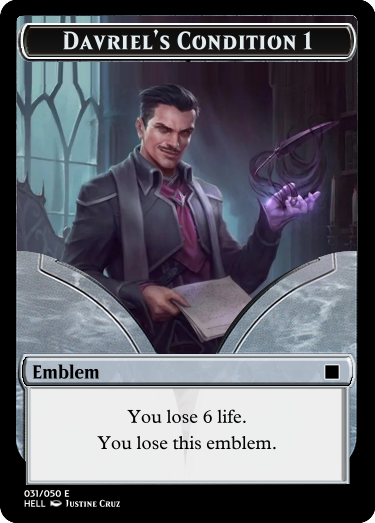 Davriel's Condition 1
Emblem
You lose 6 life.
You lose this emblem.
031/050 E
HELL Justine Cruz